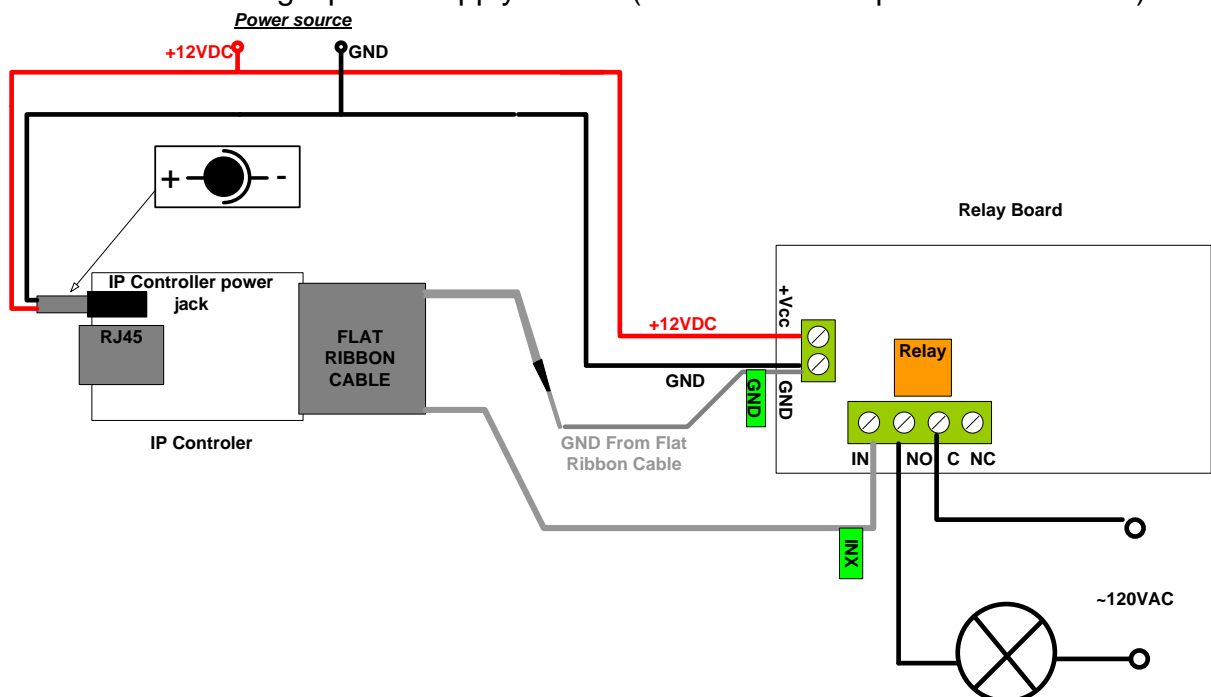 Power source
+12VDC
GND
+ -
IP Controller power
jack
RJ45
FLAT
RIBBON
CABLE
IP Controler
Relay Board
+Vcc
+12VDC
Relay
GND
GND
GND
GND From Flat
Ribbon Cable
IN NO C NC
INX
~120VAC